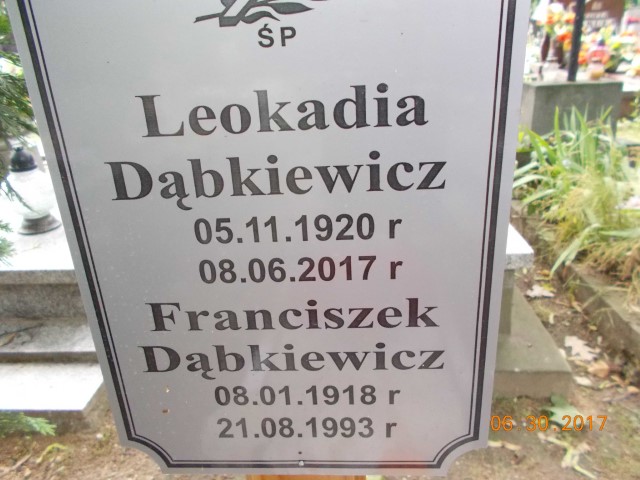 ŚP
Leokadia
Dąbkiewicz
05.11.1920 r
08.06.2017 r
Franciszek
Dąbkiewicz
08.01.1918 r
21.08.1993 r
06 30 2017